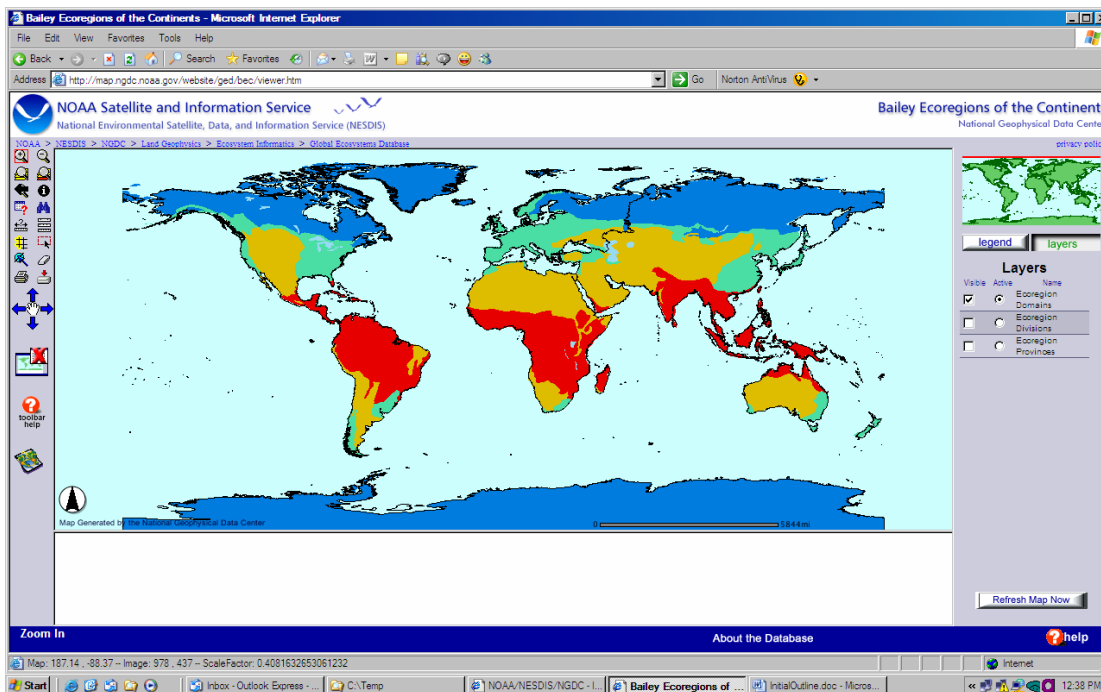 Bailey Ecoregions of the Continents - Microsoft Internet Explorer
File Edit View Favorites Tools Help
Back Search Favorites
Address http://map.ngdc.noaa.gov/website/ged/bec/viewer.htm Go Norton AntiVirus
NOAA Satellite and Information Service
National Environmental Satellite, Data, and Information Service (NESDIS)
Bailey Ecoregions of the Continent
National Geophysical Data Cente
NOAA > NESDIS > NGDC > Land Geophysics > Ecosystem Informatics > Global Ecosystems Database
privacy polic
legend layers
Layers
Visible Active Name
Ecoregion
Domains
Ecoregion
Divisions
Ecoregion
Provinces
toolbar
help
Map Generated by the National Geophysical Data Center
0 5844mi
Refresh Map Now
Zoom In
About the Database
help
Map: 187.14 , -88.37 -- Image: 978 , 437 -- ScaleFactor: 0.4081632653061232
Internet
Start Inbox - Outlook Express - ... C:\Temp NOAA/NESDIS/NGDC - I... Bailey Ecoregions of ... InitialOutline.doc - Micros... 12:38 PM